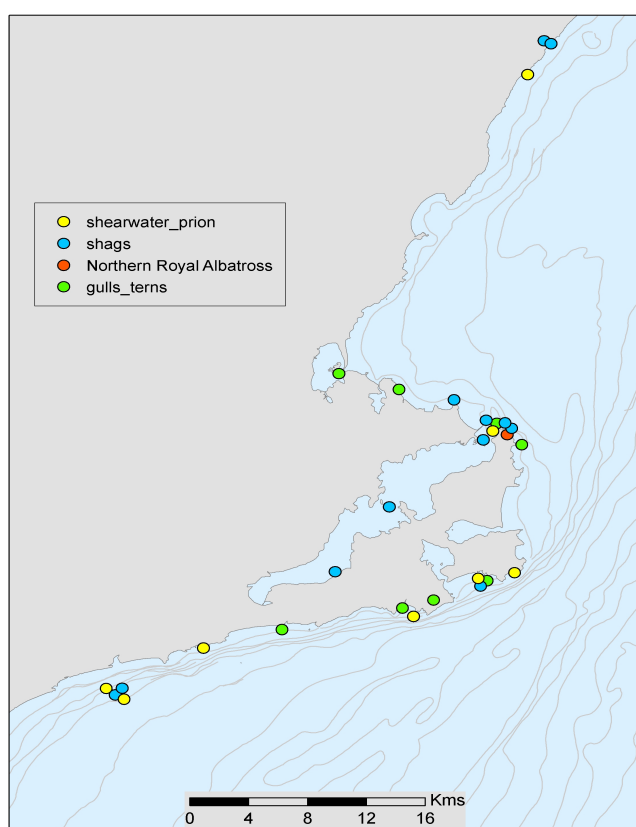 shearwater_prion
shags
Northern Royal Albatross
gulls_terns
Kms
0 4 8 12 16